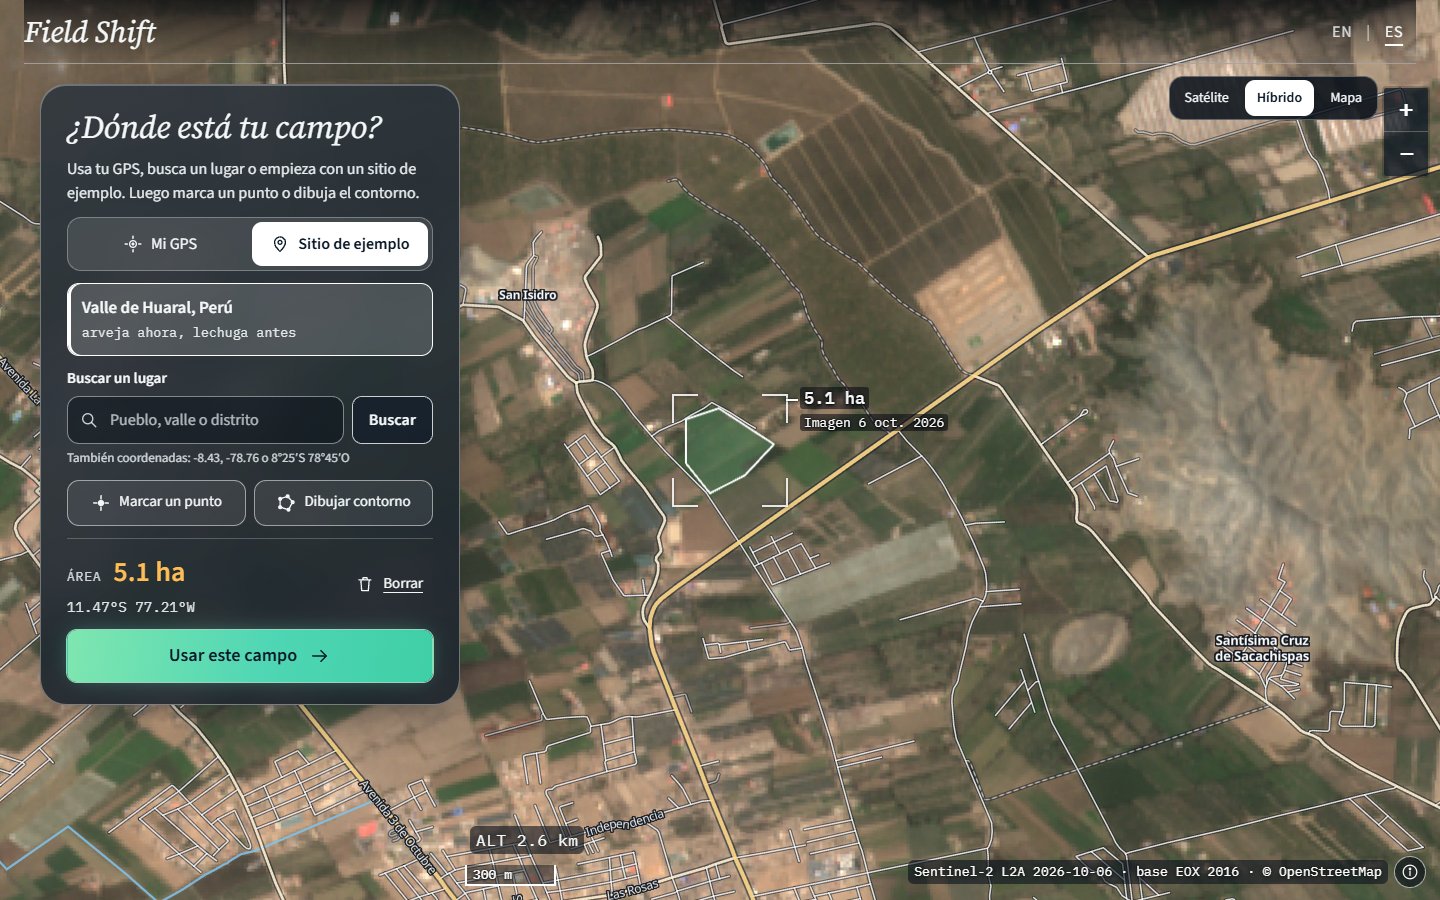 Field Shift
EN | ES
¿Dónde está tu campo?
Usa tu GPS, busca un lugar o empieza con un sitio de
ejemplo. Luego marca un punto o dibuja el contorno.
Mi GPS
Sitio de ejemplo
Valle de Huaral, Perú
arveja ahora, lechuga antes
Buscar un lugar
Pueblo, valle o distrito
Buscar
También coordenadas: -8.43, -78.76 o 8°25'S 78°45'O
Marcar un punto
Dibujar contorno
ÁREA 5.1 ha
Borrar
11.47°S 77.21°W
Usar este campo
Satélite
Híbrido
Mapa
+
−
San Isidro
5.1 ha
Imagen 6 oct. 2026
Santísima Cruz
de Sacachispas
Avenida La
Avenida 3 de Octubre
Independencia
Las Rosas
ALT 2.6 km
300 m
Sentinel-2 L2A 2026-10-06 · base EOX 2016 · © OpenStreetMap